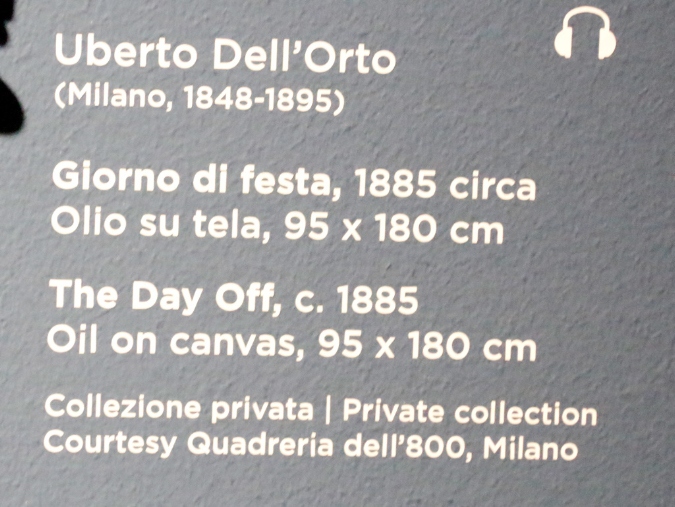 Uberto Dell'Orto
(Milano, 1848-1895)
Giorno di festa, 1885 circa
Olio su tela, 95 x 180 cm
The Day Off, c. 1885
Oil on canvas, 95 x 180 cm
Collezione privata | Private collection
Courtesy Quadreria dell'800, Milano